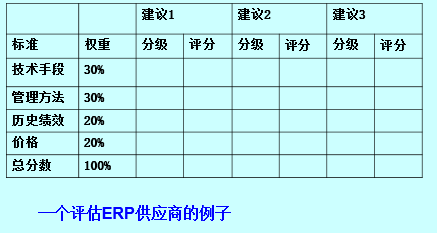 建议1 建议2 建议3
标准 权重 分级 评分 分级 评分 分级 评分
技术手段 30%
管理方法 30%
历史绩效 20%
价格 20%
总分数 100%
一个评估ERP供应商的例子